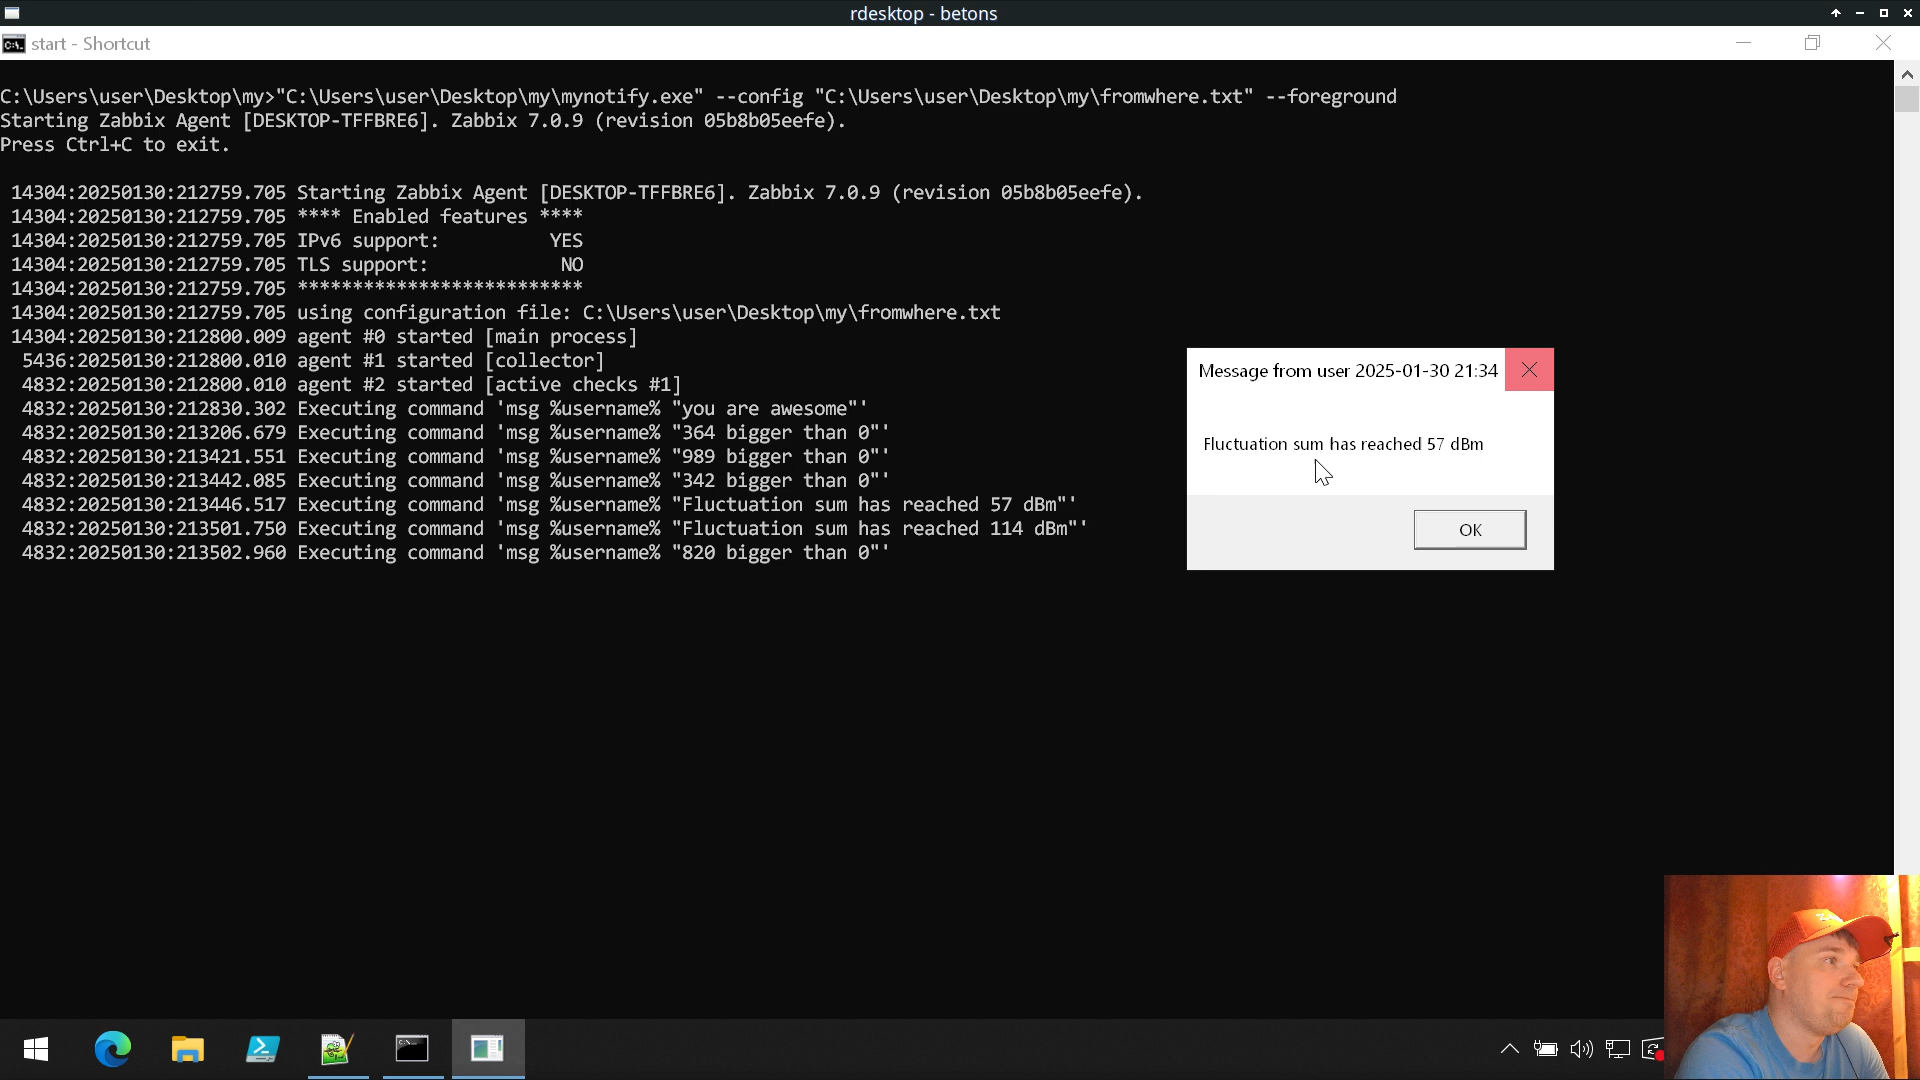 rdesktop - betons
start - Shortcut
C:\Users\user\Desktop\my>"C:\Users\user\Desktop\my\mynotify.exe" --config "C:\Users\user\Desktop\my\fromwhere.txt" --foreground
Starting Zabbix Agent [DESKTOP-TFFBRE6]. Zabbix 7.0.9 (revision 05b8b05eefe).
Press Ctrl+C to exit.
14304:20250130:212759.705 Starting Zabbix Agent [DESKTOP-TFFBRE6]. Zabbix 7.0.9 (revision 05b8b05eefe).
14304:20250130:212759.705 **** Enabled features ****
14304:20250130:212759.705 IPv6 support: YES
14304:20250130:212759.705 TLS support: NO
14304:20250130:212759.705 **************************
14304:20250130:212759.705 using configuration file: C:\Users\user\Desktop\my\fromwhere.txt
14304:20250130:212800.009 agent #0 started [main process]
5436:20250130:212800.010 agent #1 started [collector]
4832:20250130:212800.010 agent #2 started [active checks #1]
4832:20250130:212830.302 Executing command 'msg %username% "you are awesome"'
4832:20250130:213206.679 Executing command 'msg %username% "364 bigger than 0"'
4832:20250130:213421.551 Executing command 'msg %username% "989 bigger than 0"'
4832:20250130:213442.085 Executing command 'msg %username% "342 bigger than 0"'
4832:20250130:213446.517 Executing command 'msg %username% "Fluctuation sum has reached 57 dBm"'
4832:20250130:213501.750 Executing command 'msg %username% "Fluctuation sum has reached 114 dBm"'
4832:20250130:213502.960 Executing command 'msg %username% "820 bigger than 0"'
Message from user 2025-01-30 21:34
Fluctuation sum has reached 57 dBm
OK